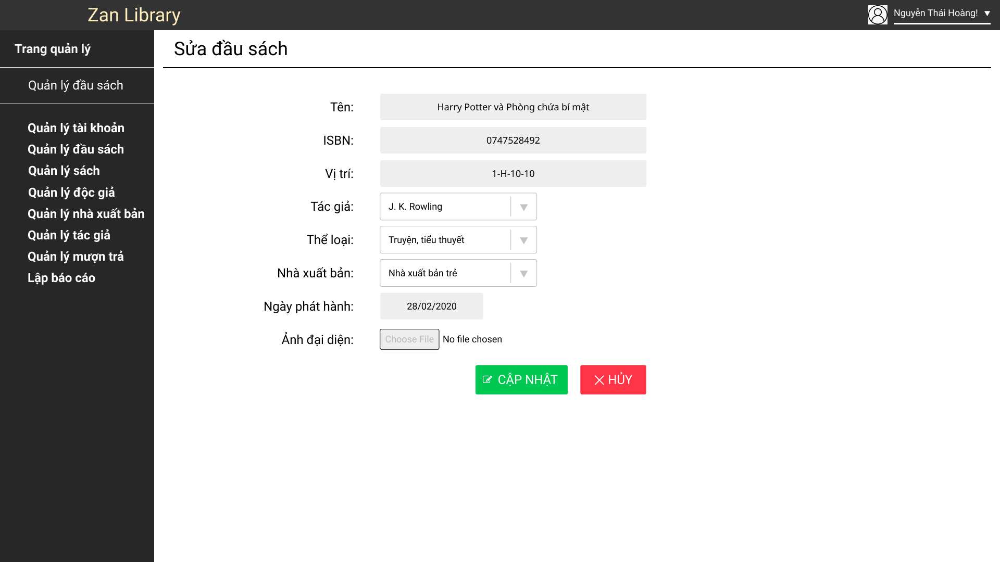 Zan Library
Nguyễn Thái Hoàng! ▼
Trang quản lý
Quản lý đầu sách
Quản lý tài khoản
Quản lý đầu sách
Quản lý sách
Quản lý độc giả
Quản lý nhà xuất bản
Quản lý tác giả
Quản lý mượn trả
Lập báo cáo
Sửa đầu sách
Tên: Harry Potter và Phòng chứa bí mật
ISBN: 0747528492
Vị trí: 1-H-10-10
Tác giả: J. K. Rowling
Thể loại: Truyện, tiểu thuyết
Nhà xuất bản: Nhà xuất bản trẻ
Ngày phát hành: 28/02/2020
Ảnh đại diện: Choose File No file chosen
CẬP NHẬT HỦY